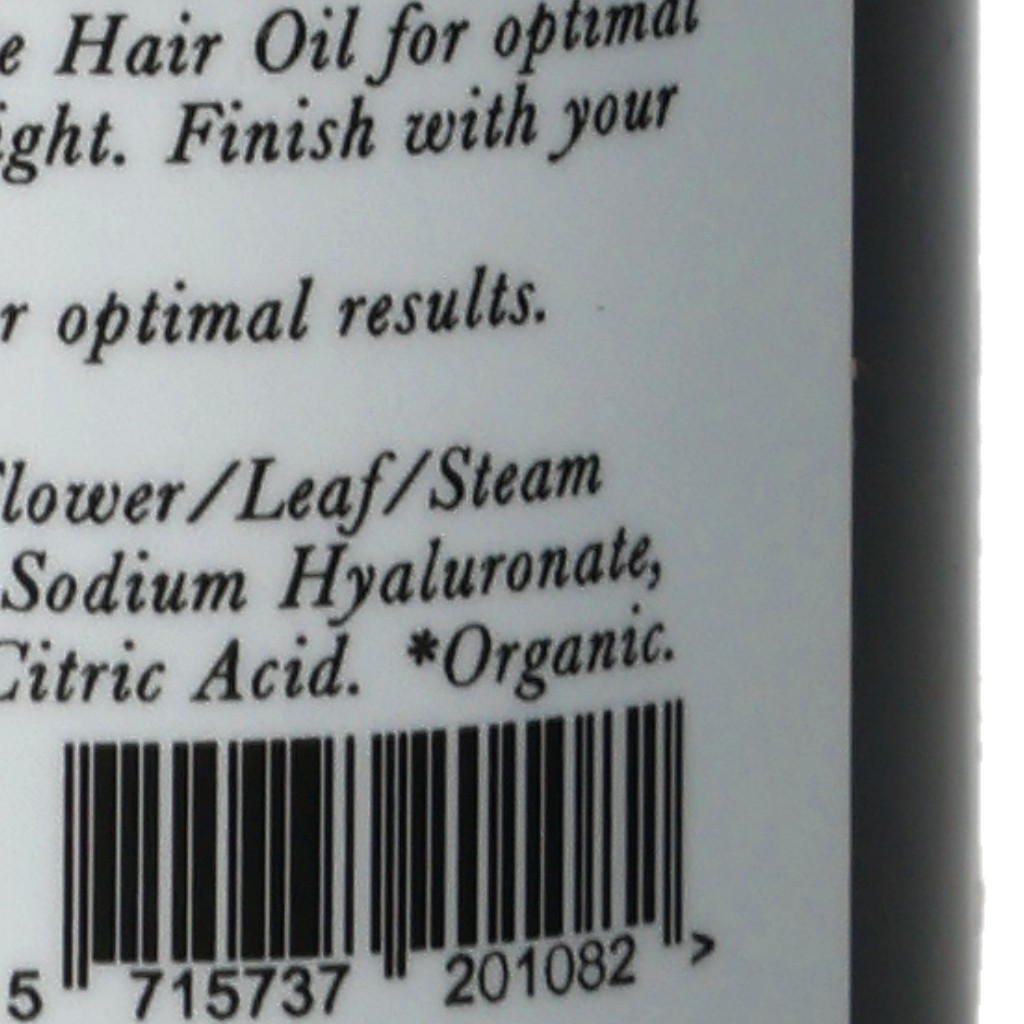 e Hair Oil for optimal
ight. Finish with your
r optimal results.
lower/Leaf/Steam
Sodium Hyaluronate,
Citric Acid. *Organic.
5 715737 201082 >